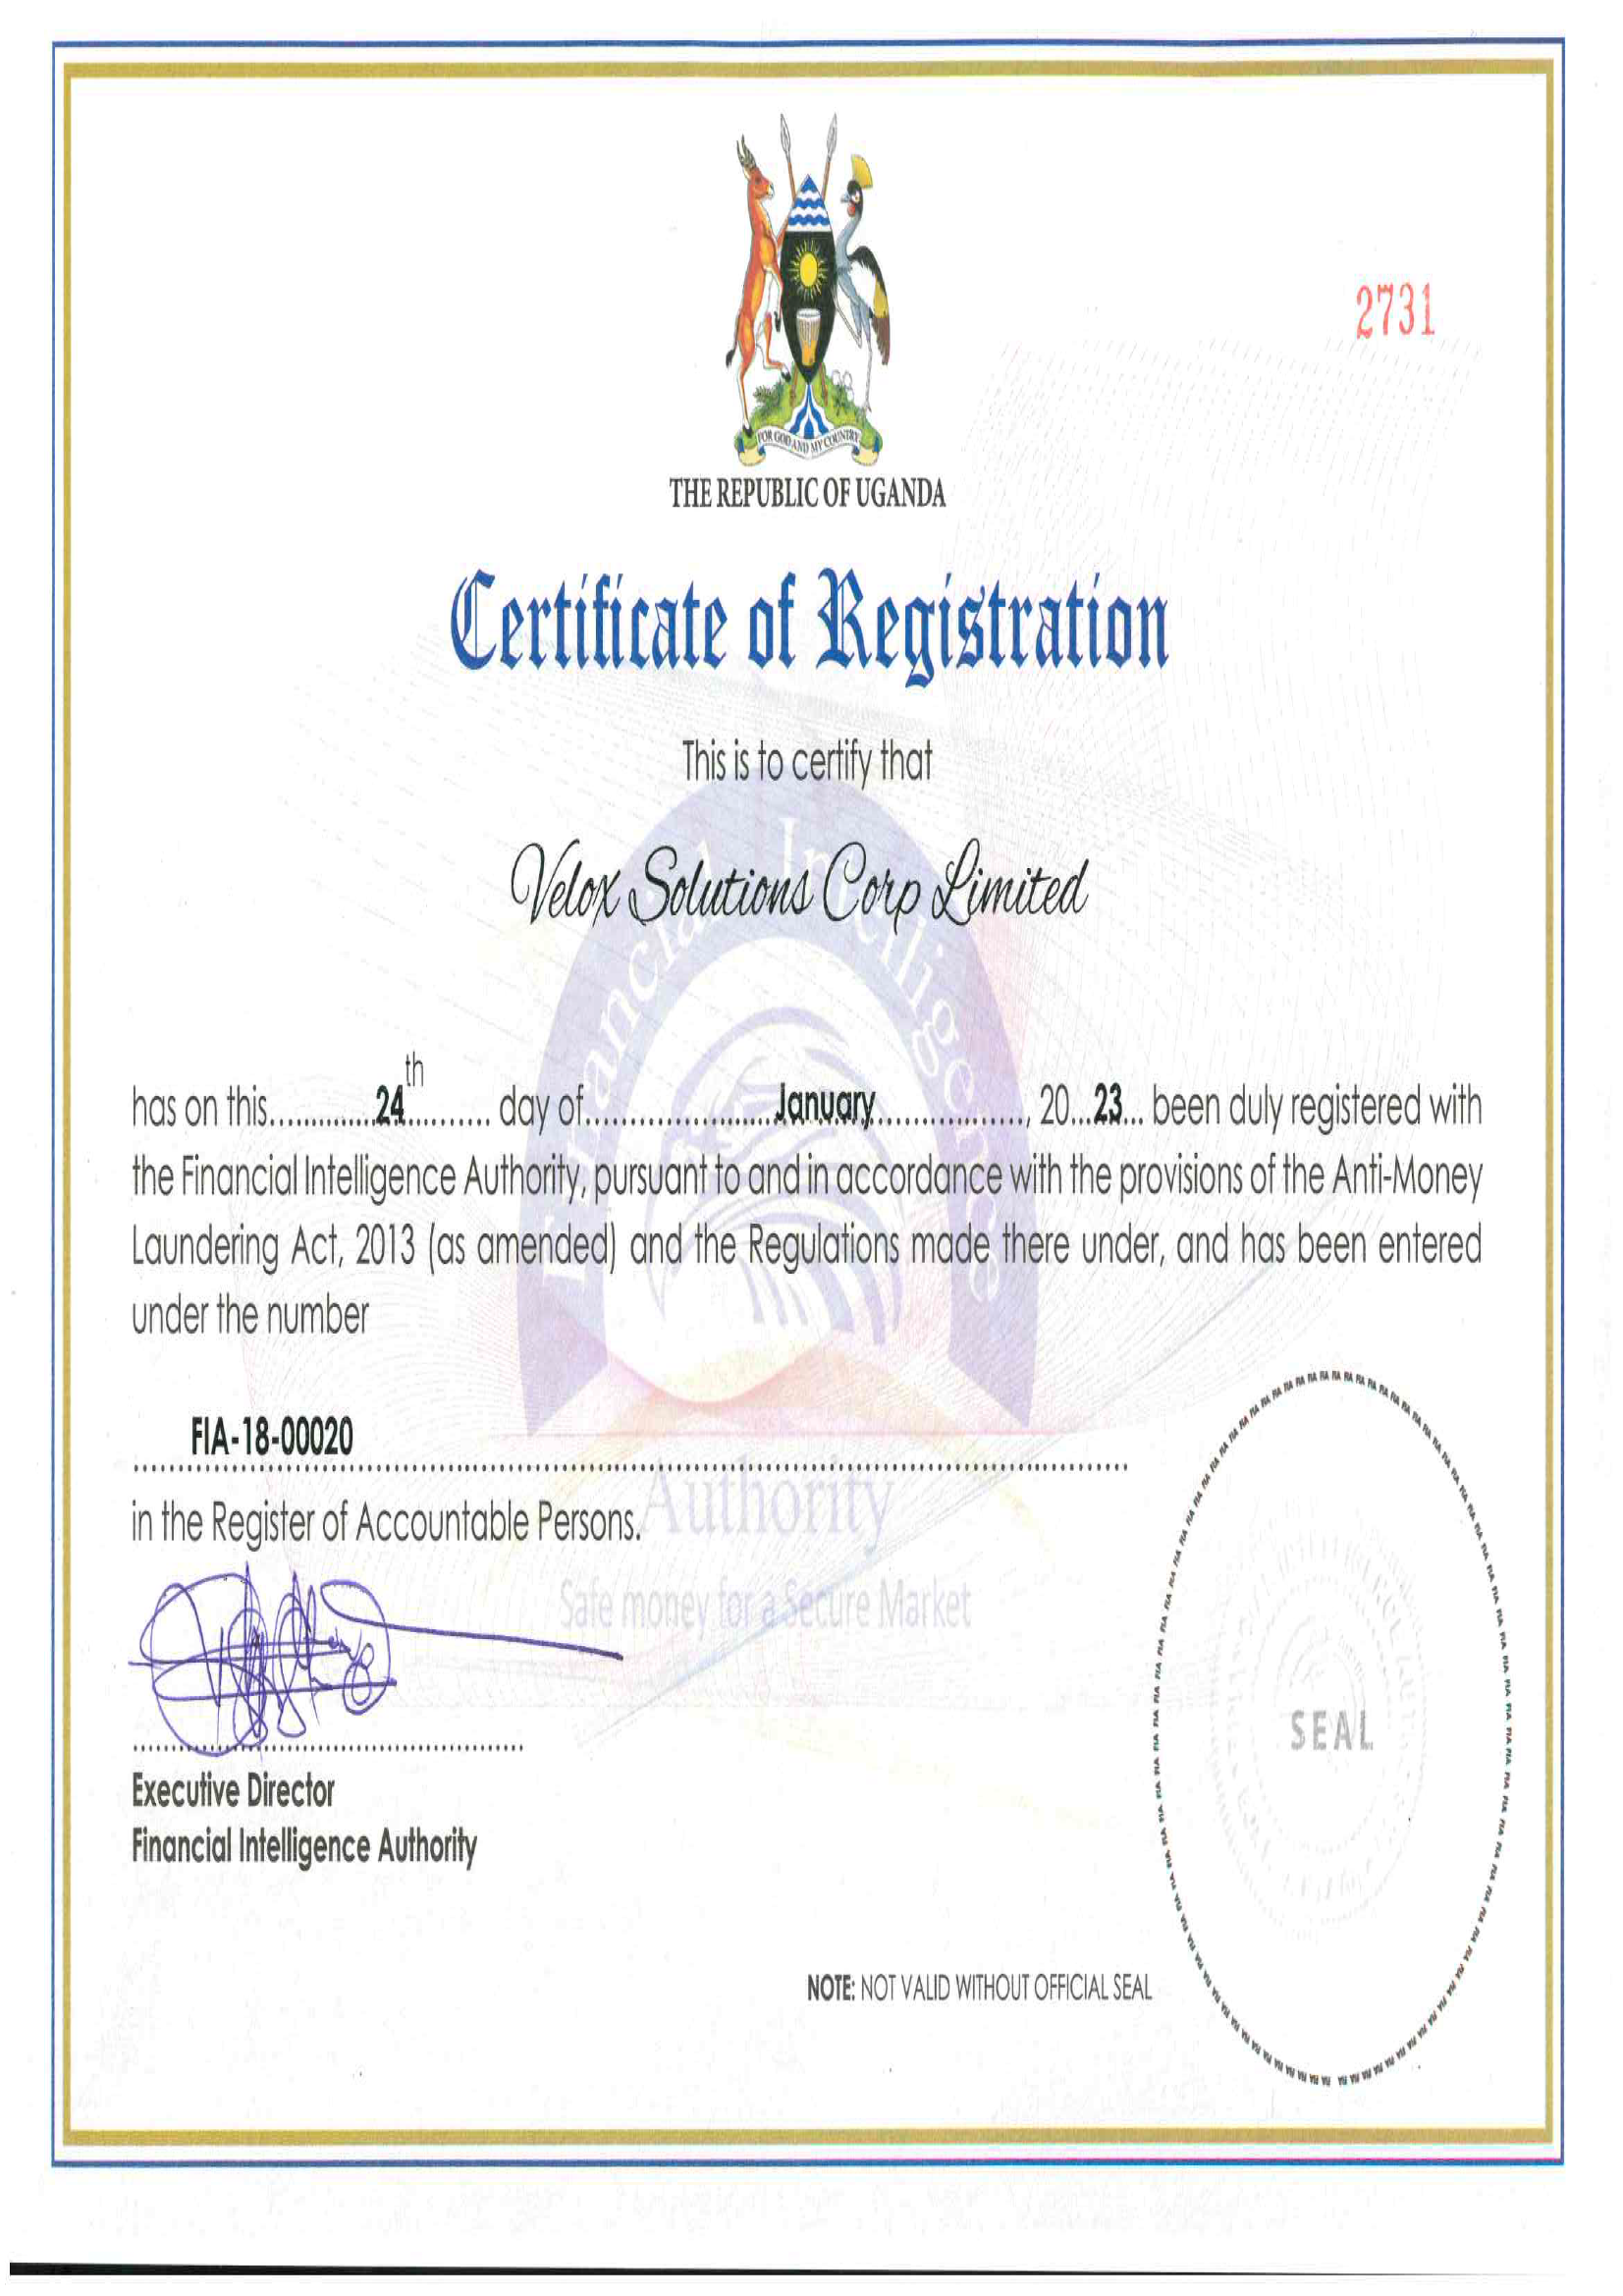 FOR GOD AND MY COUNTRY
THE REPUBLIC OF UGANDA
2731
Certificate of Registration
This is to certify that
Velox Solutions Corp Limited
has on this.............24th.......... day of.......................January.................., 20...23... been duly registered with
the Financial Intelligence Authority, pursuant to and in accordance with the provisions of the Anti-Money
Laundering Act, 2013 (as amended) and the Regulations made there under, and has been entered
under the number
FIA-18-00020
in the Register of Accountable Persons.
Financial Intelligence
Authority
Safe money for a Secure Market
Executive Director
Financial Intelligence Authority
SEAL
NOTE: NOT VALID WITHOUT OFFICIAL SEAL